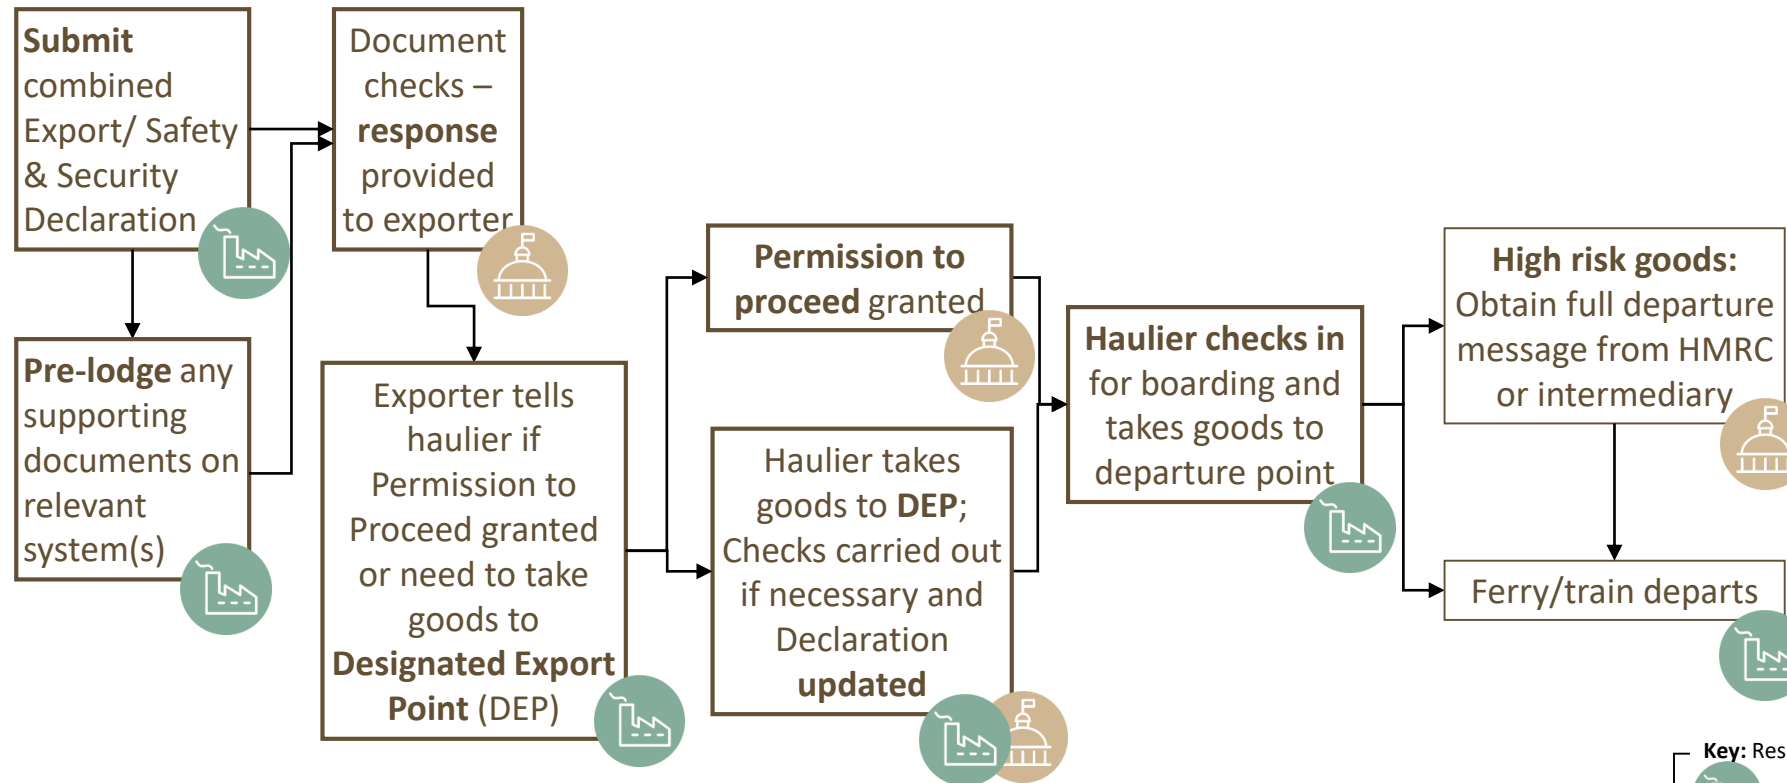 Submit
combined
Export/ Safety
& Security
Declaration
Pre-lodge any
supporting
documents on
relevant
system(s)
Document
checks –
response
provided
to exporter
Exporter tells
haulier if
Permission to
Proceed granted
or need to take
goods to
Designated Export
Point (DEP)
Permission to
proceed granted
Haulier takes
goods to DEP;
Checks carried out
if necessary and
Declaration
updated
Haulier checks in
for boarding and
takes goods to
departure point
High risk goods:
Obtain full departure
message from HMRC
or intermediary
Ferry/train departs
Key: Res